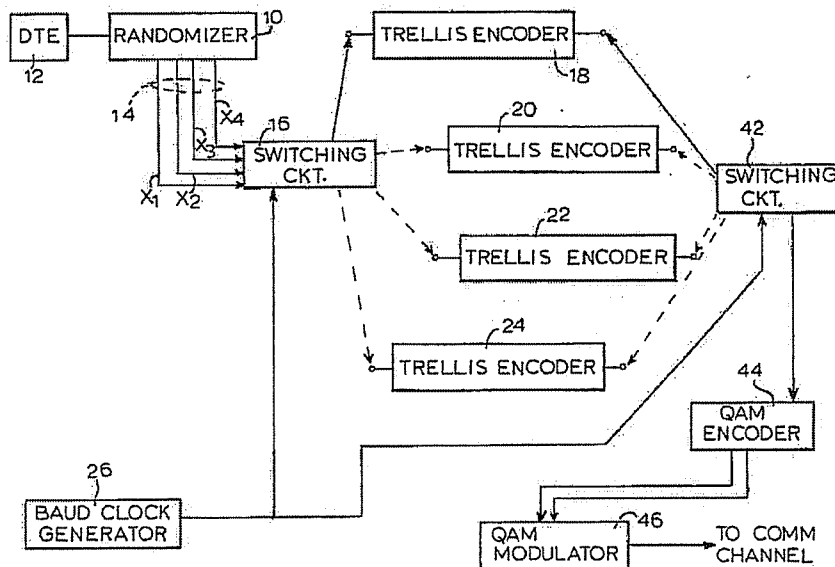 DTE
12
RANDOMIZER
10
14
X1
X2
X3
X4
16
SWITCHING
CKT.
TRELLIS ENCODER
18
20
TRELLIS ENCODER
22
TRELLIS ENCODER
24
TRELLIS ENCODER
42
SWITCHING
CKT.
44
QAM
ENCODER
26
BAUD CLOCK
GENERATOR
QAM
MODULATOR
46
TO COMM
CHANNEL